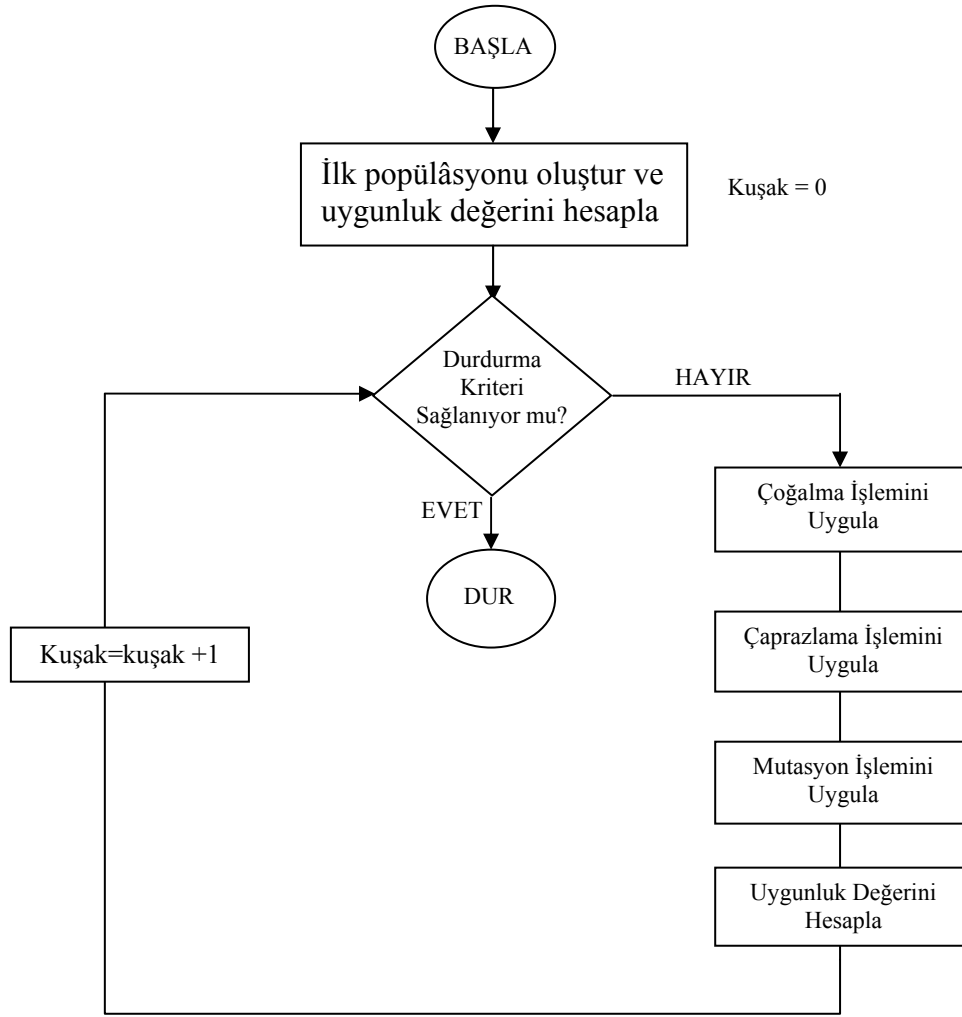 BAŞLA
İlk popülâsyonu oluştur ve
uygunluk değerini hesapla
Kuşak = 0
Durdurma
Kriteri
Sağlanıyor mu?
HAYIR
EVET
DUR
Çoğalma İşlemini
Uygula
Çaprazlama İşlemini
Uygula
Mutasyon İşlemini
Uygula
Uygunluk Değerini
Hesapla
Kuşak=kuşak +1